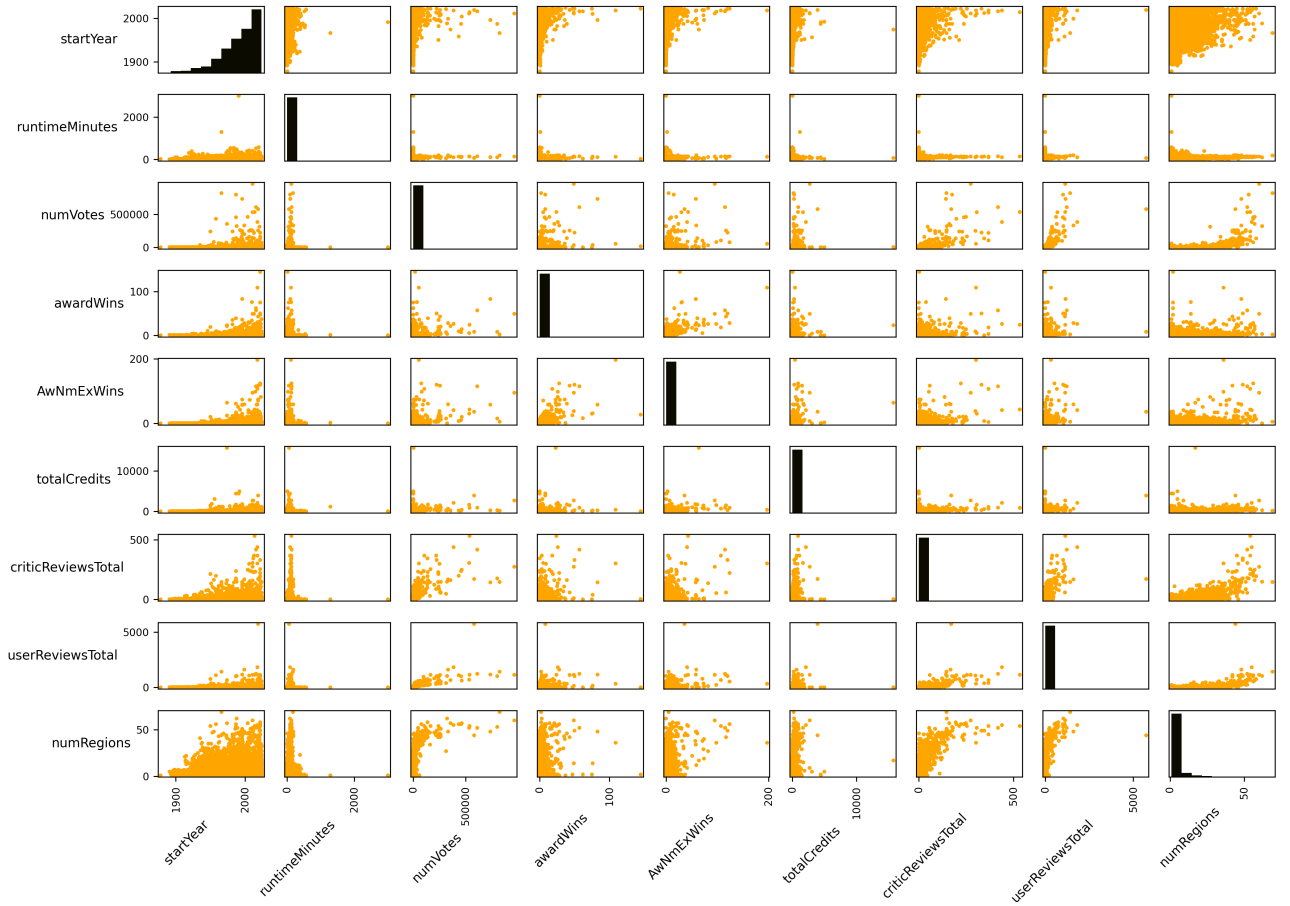 startYear
2000
1900
runtimeMinutes
2000
0
numVotes
500000
0
awardWins
100
0
AwNmExWins
200
0
totalCredits
10000
0
criticReviewsTotal
500
0
userReviewsTotal
5000
0
numRegions
50
0
1900
2000
0
2000
0
500000
0
100
0
200
0
10000
0
500
0
5000
0
50
startYear
runtimeMinutes
numVotes
awardWins
AwNmExWins
totalCredits
criticReviewsTotal
userReviewsTotal
numRegions